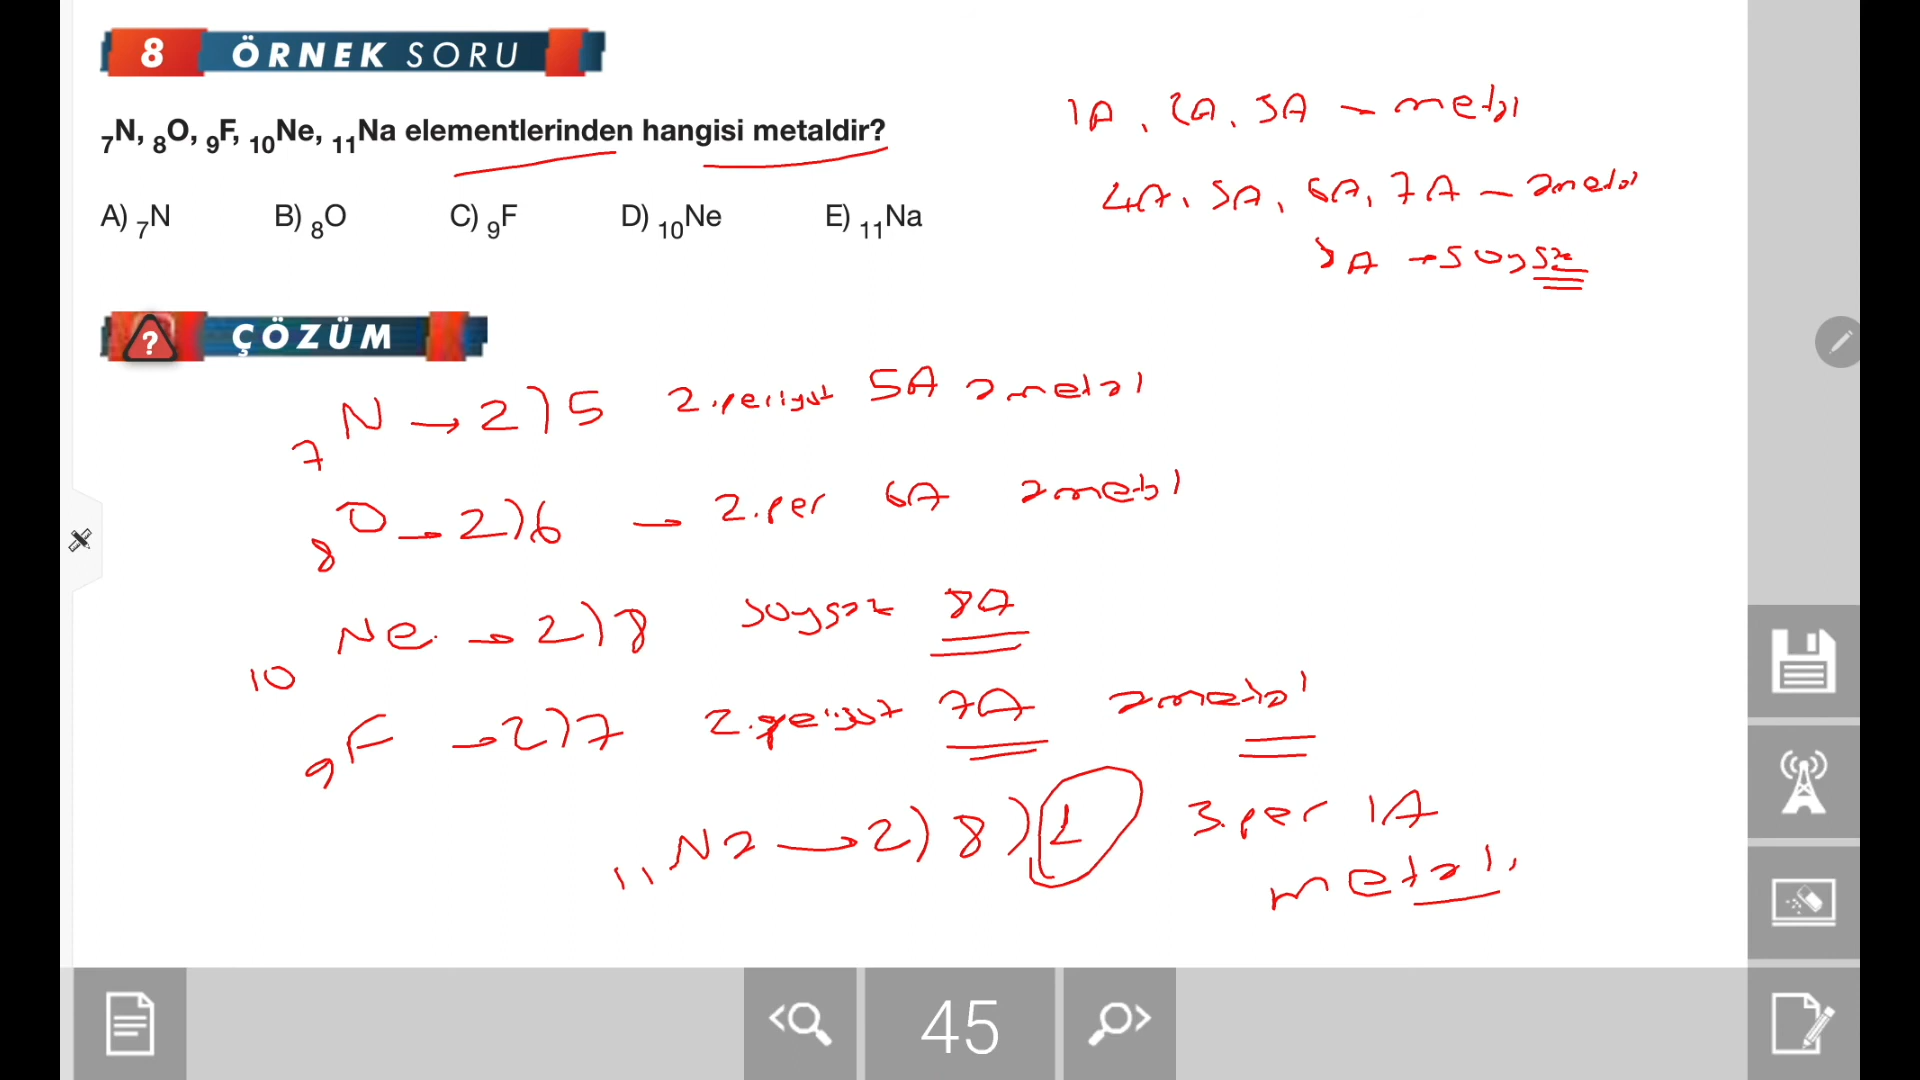 8 ÖRNEK SORU
₇N, ₈O, ₉F, ₁₀Ne, ₁₁Na elementlerinden hangisi metaldir?
A) ₇N B) ₈O C) ₉F D) ₁₀Ne E) ₁₁Na
1A, 2A, 3A - metal
4A, 5A, 6A, 7A - ametal
8A → soysz
? ÇÖZÜM
₇N → 2)5 2.periyot 5A ametal
₈O → 2)6 → 2.per 6A ametal
₁₀Ne. → 2)8 soysaz 8A
₉F → 2)7 2.periyot 7A ametal
₁₁Na → 2)8)1 3.per 1A
metal.
45